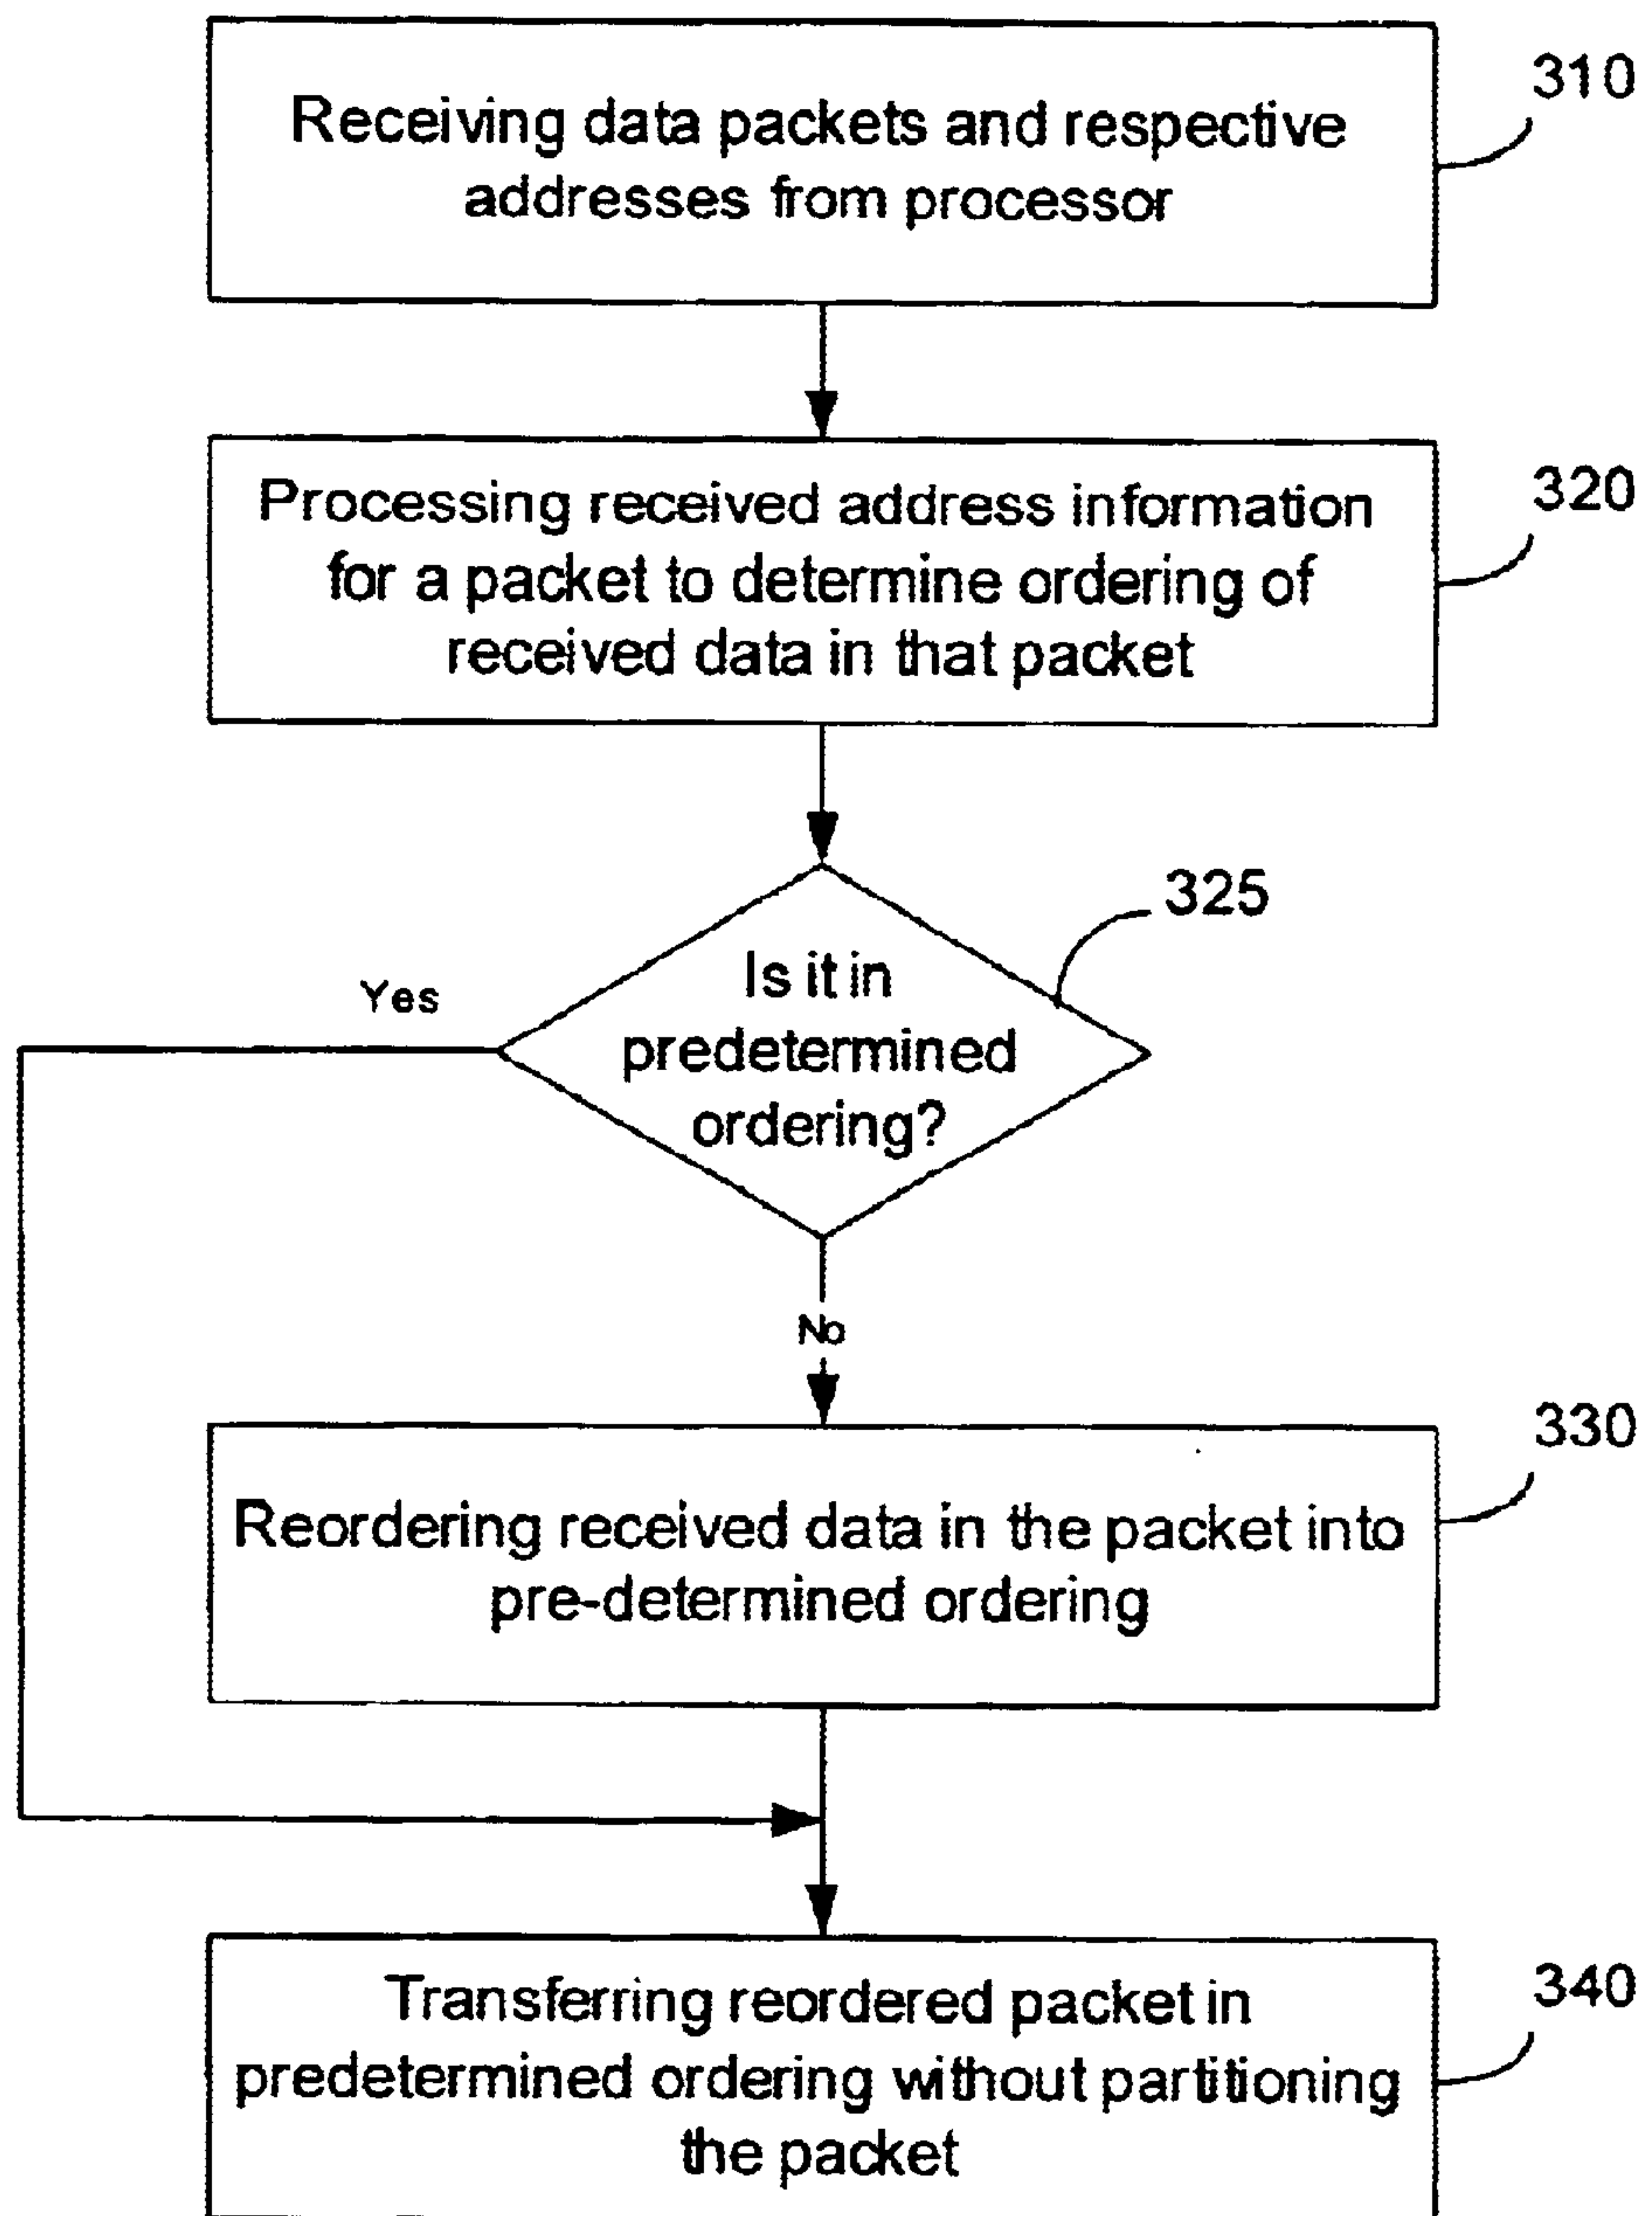 Receiving data packets and respective
addresses from processor
310
Processing received address information
for a packet to determine ordering of
received data in that packet
320
325
Is it in
predetermined
ordering?
Yes
No
Reordering received data in the packet into
pre-determined ordering
330
Transferring reordered packet in
predetermined ordering without partitioning
the packet
340